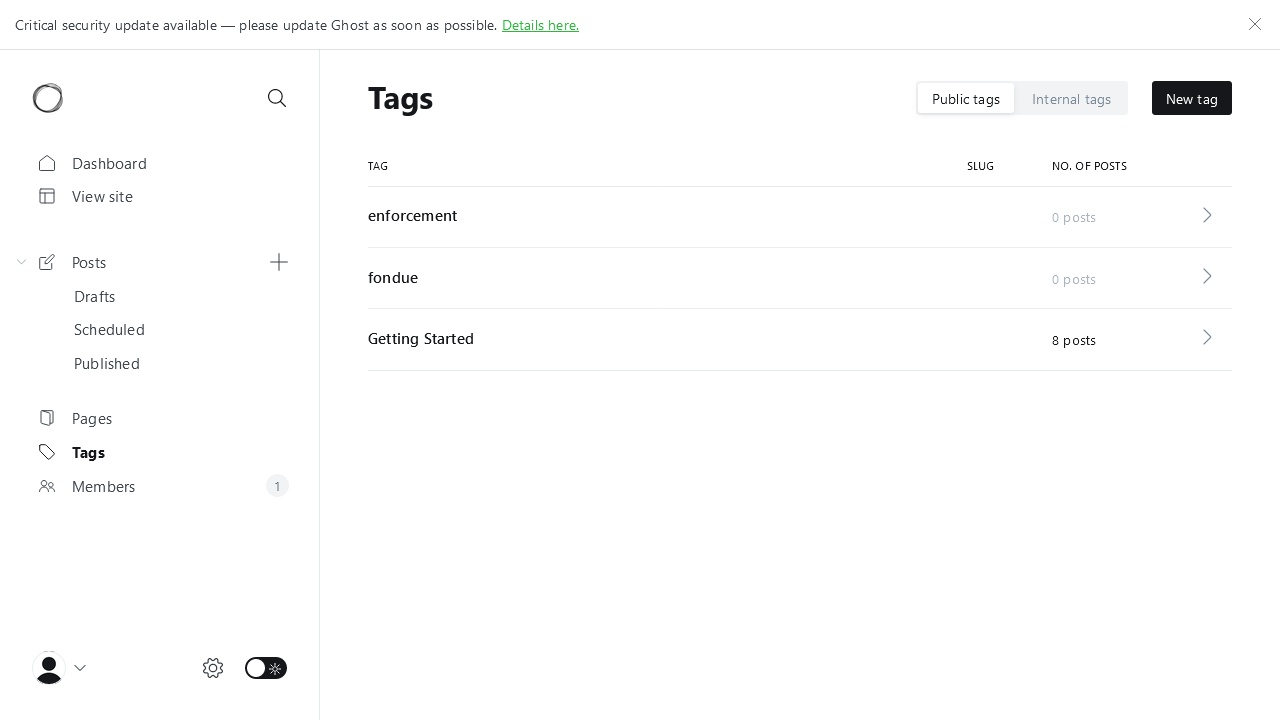 Critical security update available — please update Ghost as soon as possible. Details here.
Tags
Public tags
Internal tags
New tag
Dashboard
View site
Posts
Drafts
Scheduled
Published
Pages
Tags
Members
1
TAG
SLUG
NO. OF POSTS
enforcement
0 posts
fondue
0 posts
Getting Started
8 posts